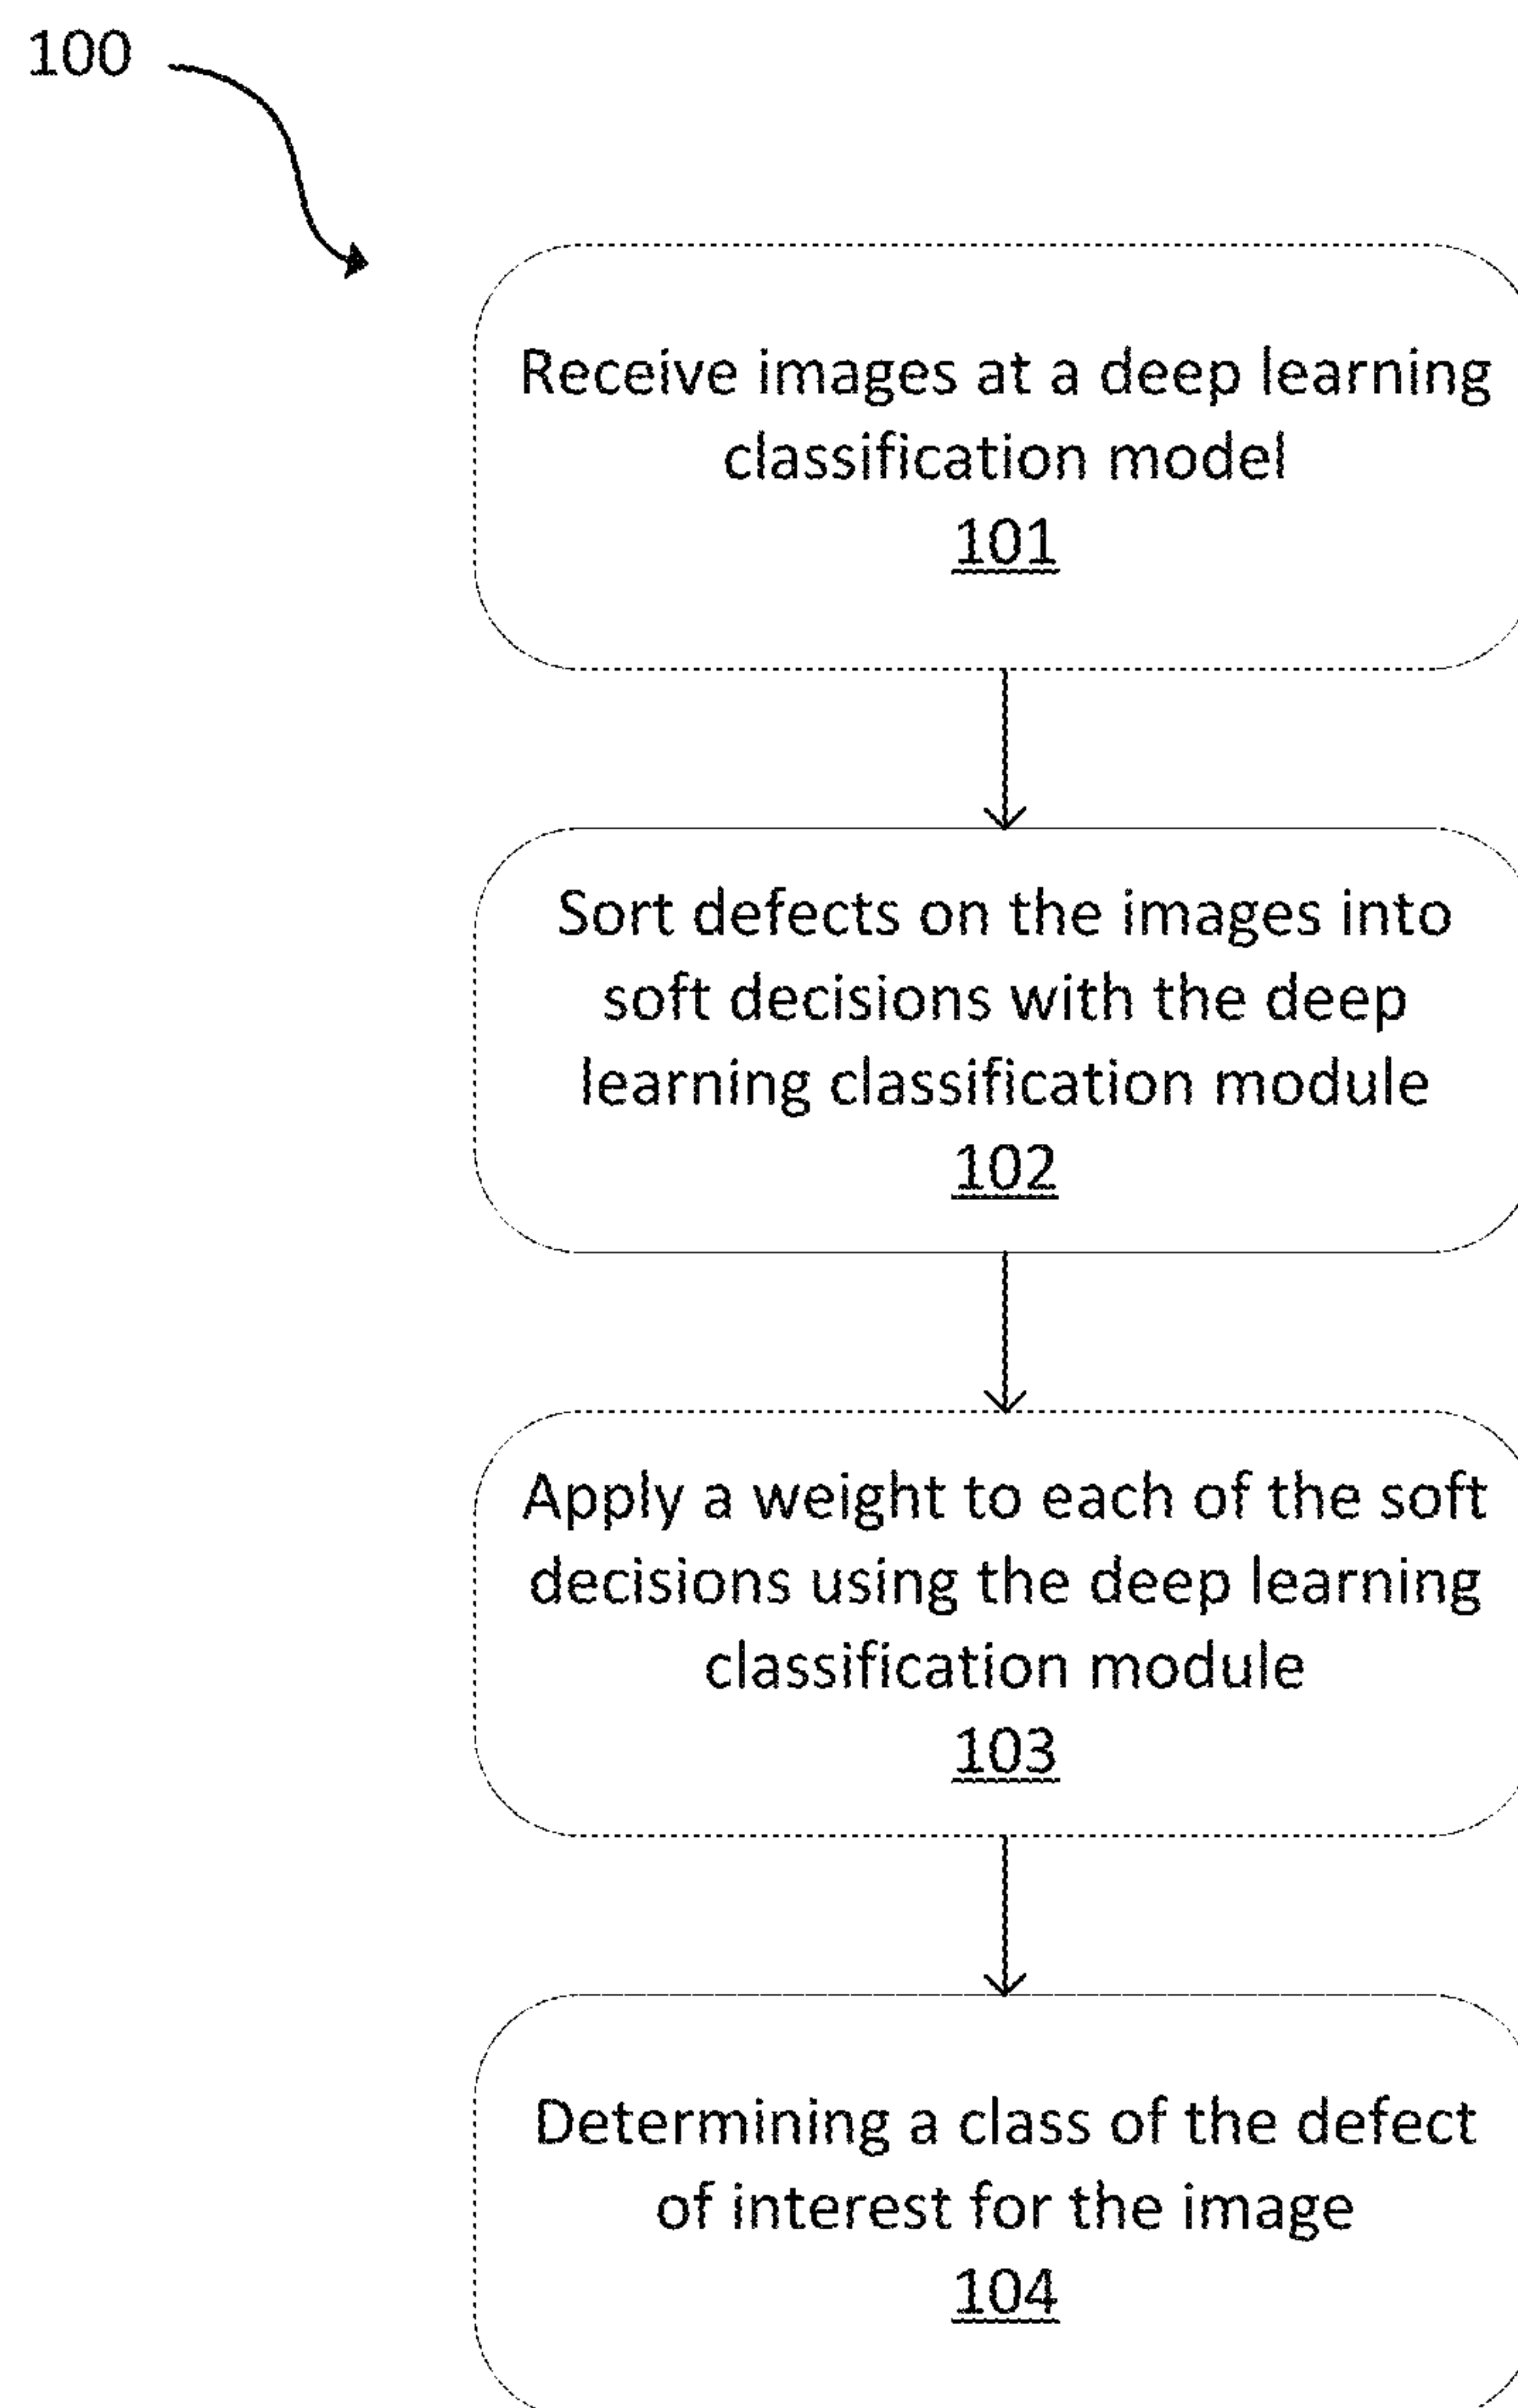 100
Receive images at a deep learning
classification model
101
Sort defects on the images into
soft decisions with the deep
learning classification module
102
Apply a weight to each of the soft
decisions using the deep learning
classification module
103
Determining a class of the defect
of interest for the image
104